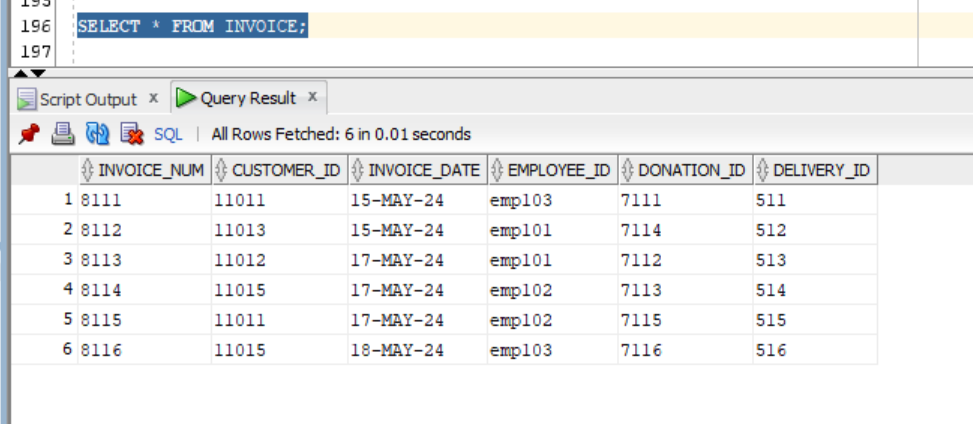 195
196 SELECT * FROM INVOICE;
197
Script Output x Query Result x
SQL | All Rows Fetched: 6 in 0.01 seconds
INVOICE_NUM CUSTOMER_ID INVOICE_DATE EMPLOYEE_ID DONATION_ID DELIVERY_ID
1 8111 11011 15-MAY-24 emp103 7111 511
2 8112 11013 15-MAY-24 emp101 7114 512
3 8113 11012 17-MAY-24 emp101 7112 513
4 8114 11015 17-MAY-24 emp102 7113 514
5 8115 11011 17-MAY-24 emp102 7115 515
6 8116 11015 18-MAY-24 emp103 7116 516